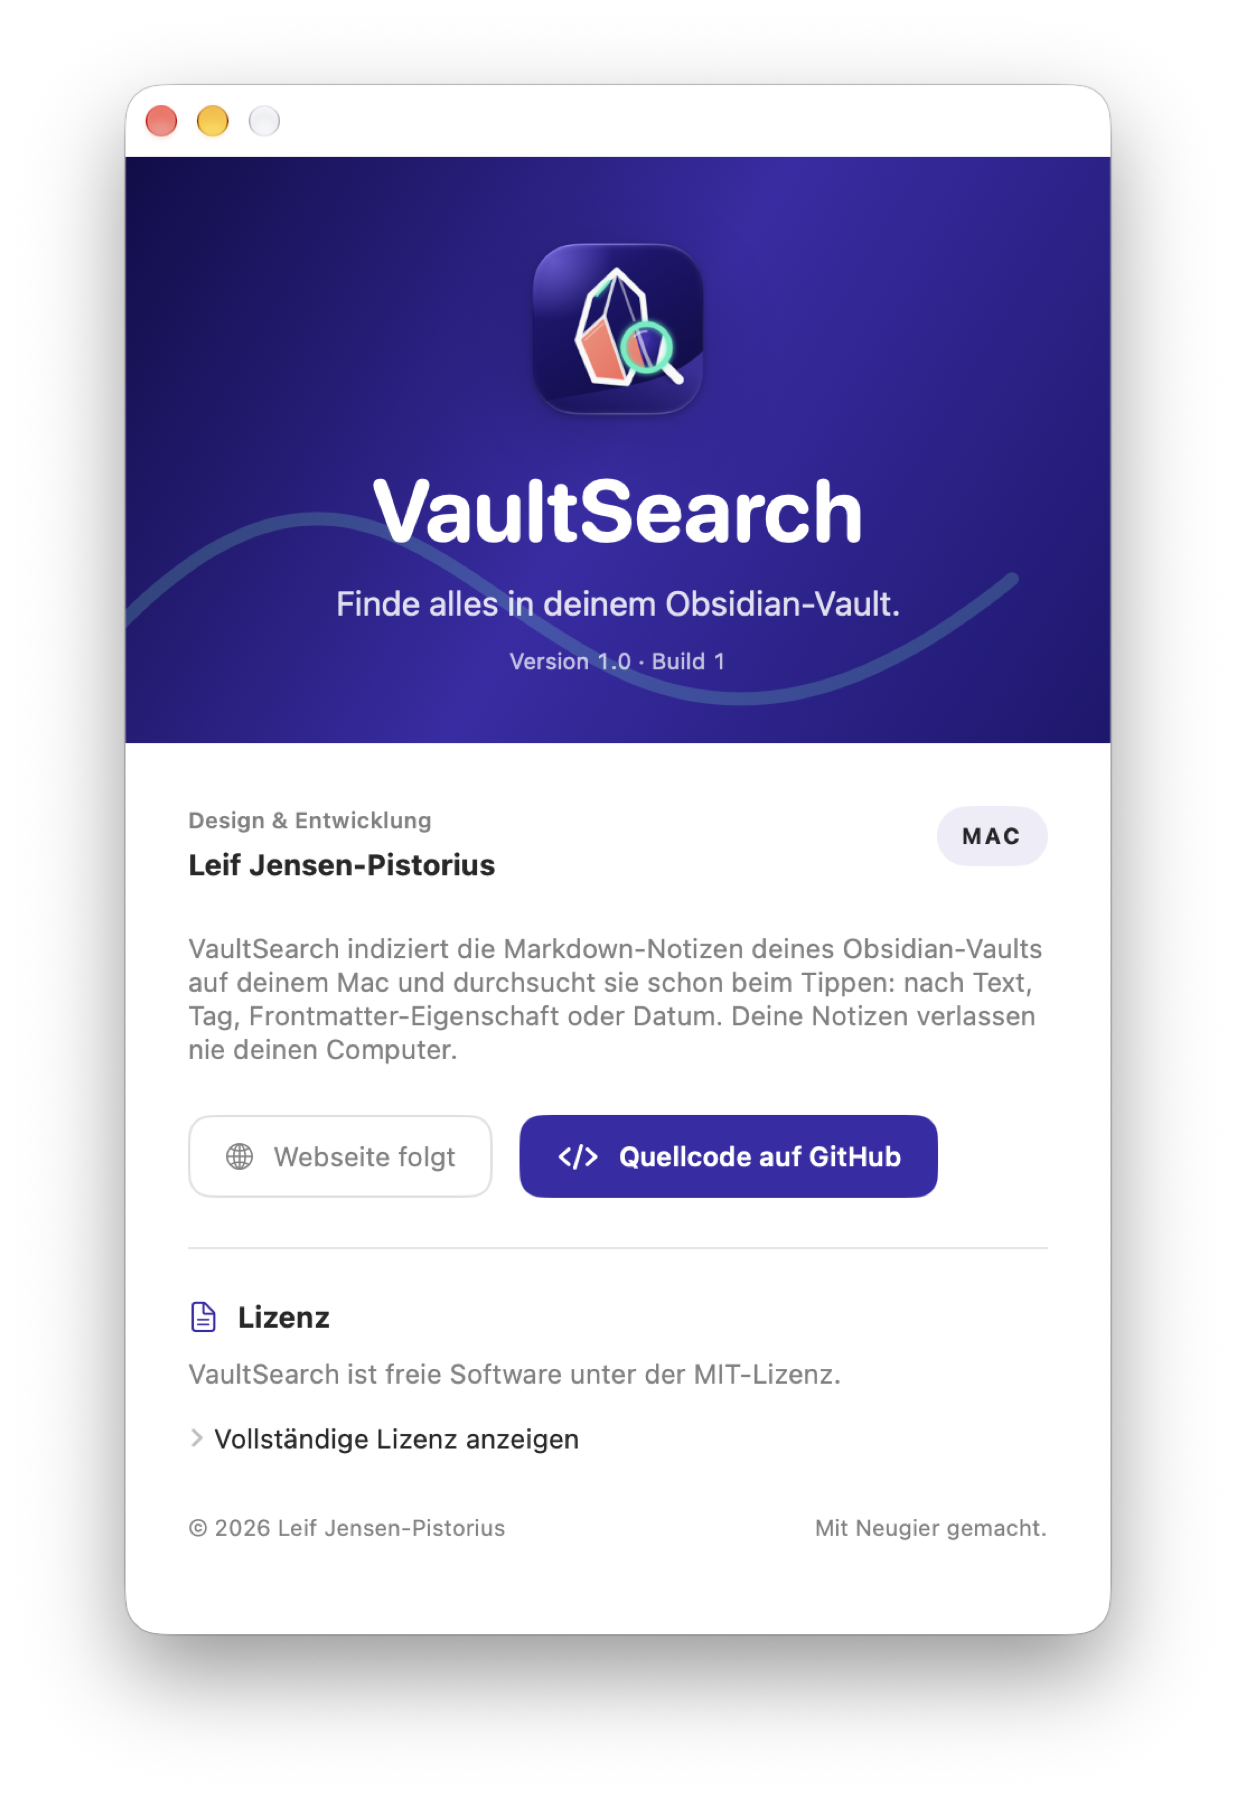 VaultSearch
Finde alles in deinem Obsidian-Vault.
Version 1.0 · Build 1
Design & Entwicklung
Leif Jensen-Pistorius
MAC
VaultSearch indiziert die Markdown-Notizen deines Obsidian-Vaults
auf deinem Mac und durchsucht sie schon beim Tippen: nach Text,
Tag, Frontmatter-Eigenschaft oder Datum. Deine Notizen verlassen
nie deinen Computer.
Webseite folgt
</> Quellcode auf GitHub
Lizenz
VaultSearch ist freie Software unter der MIT-Lizenz.
Vollständige Lizenz anzeigen
© 2026 Leif Jensen-Pistorius
Mit Neugier gemacht.